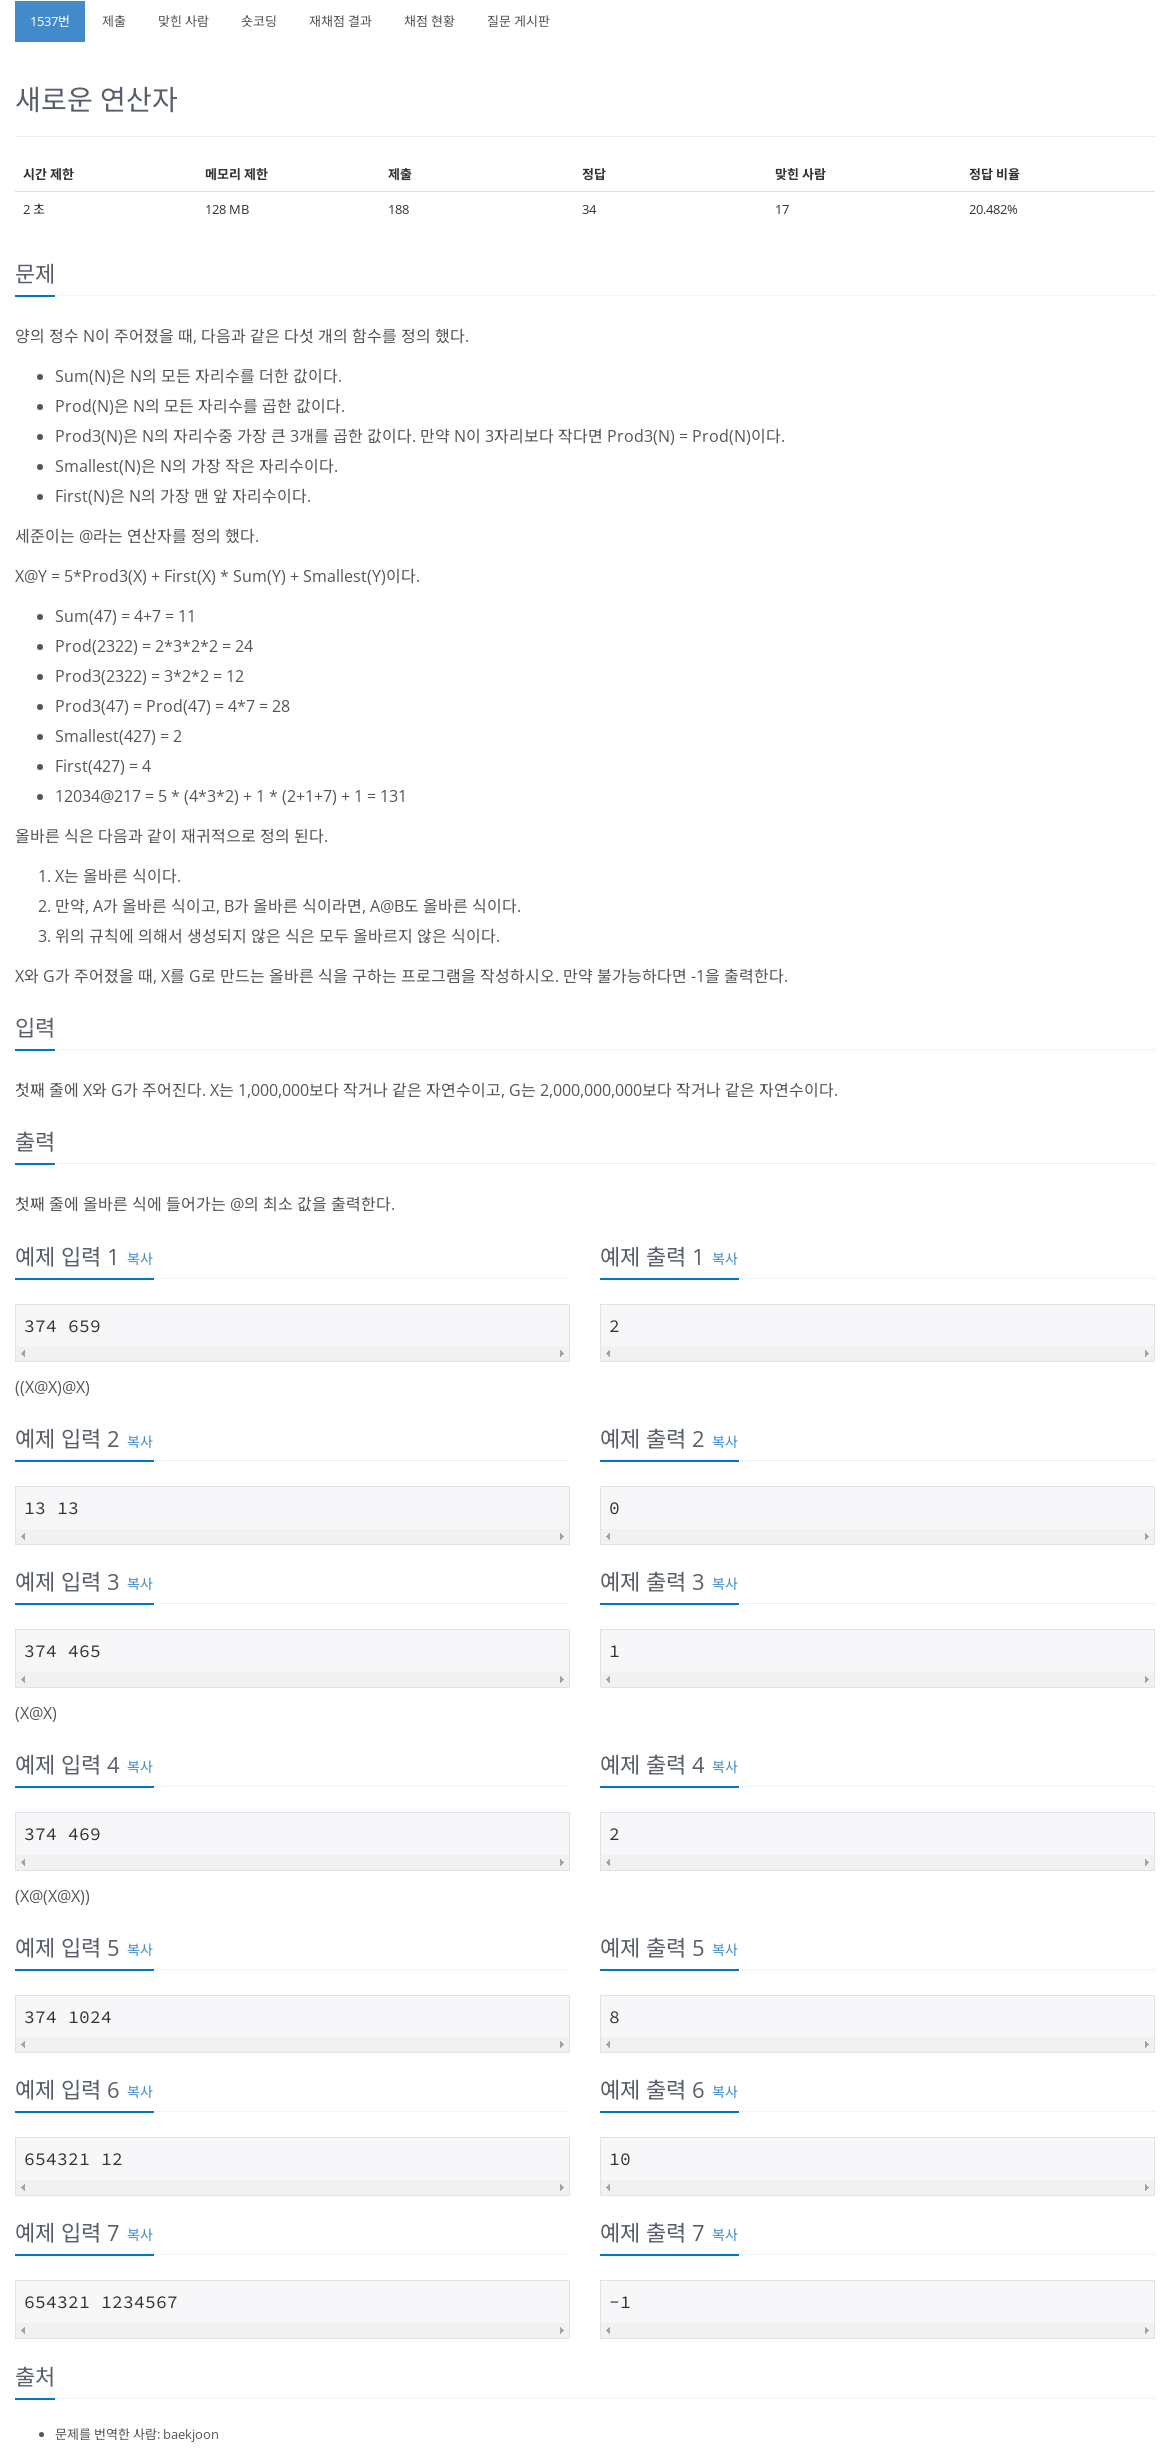 1537번 제출 맞힌 사람 숏코딩 재채점 결과 채점 현황 질문 게시판
새로운 연산자
시간 제한 메모리 제한 제출 정답 맞힌 사람 정답 비율
2 초 128 MB 188 34 17 20.482%
문제
양의 정수 N이 주어졌을 때, 다음과 같은 다섯 개의 함수를 정의 했다.
• Sum(N)은 N의 모든 자리수를 더한 값이다.
• Prod(N)은 N의 모든 자리수를 곱한 값이다.
• Prod3(N)은 N의 자리수중 가장 큰 3개를 곱한 값이다. 만약 N이 3자리보다 작다면 Prod3(N) = Prod(N)이다.
• Smallest(N)은 N의 가장 작은 자리수이다.
• First(N)은 N의 가장 맨 앞 자리수이다.
세준이는 @라는 연산자를 정의 했다.
X@Y = 5*Prod3(X) + First(X) * Sum(Y) + Smallest(Y)이다.
• Sum(47) = 4+7 = 11
• Prod(2322) = 2*3*2*2 = 24
• Prod3(2322) = 3*2*2 = 12
• Prod3(47) = Prod(47) = 4*7 = 28
• Smallest(427) = 2
• First(427) = 4
• 12034@217 = 5 * (4*3*2) + 1 * (2+1+7) + 1 = 131
올바른 식은 다음과 같이 재귀적으로 정의 된다.
1. X는 올바른 식이다.
2. 만약, A가 올바른 식이고, B가 올바른 식이라면, A@B도 올바른 식이다.
3. 위의 규칙에 의해서 생성되지 않은 식은 모두 올바르지 않은 식이다.
X와 G가 주어졌을 때, X를 G로 만드는 올바른 식을 구하는 프로그램을 작성하시오. 만약 불가능하다면 -1을 출력한다.
입력
첫째 줄에 X와 G가 주어진다. X는 1,000,000보다 작거나 같은 자연수이고, G는 2,000,000,000보다 작거나 같은 자연수이다.
출력
첫째 줄에 올바른 식에 들어가는 @의 최소 값을 출력한다.
예제 입력 1 복사 예제 출력 1 복사
374 659 2
((X@X)@X)
예제 입력 2 복사 예제 출력 2 복사
13 13 0
예제 입력 3 복사 예제 출력 3 복사
374 465 1
(X@X)
예제 입력 4 복사 예제 출력 4 복사
374 469 2
(X@(X@X))
예제 입력 5 복사 예제 출력 5 복사
374 1024 8
예제 입력 6 복사 예제 출력 6 복사
654321 12 10
예제 입력 7 복사 예제 출력 7 복사
654321 1234567 -1
출처
• 문제를 번역한 사람: baekjoon